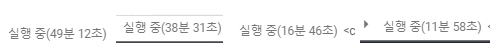 실행 중(49분 12초)
실행 중(38분 31초)
실행 중(16분 46초) <c
실행 중(11분 58초) <